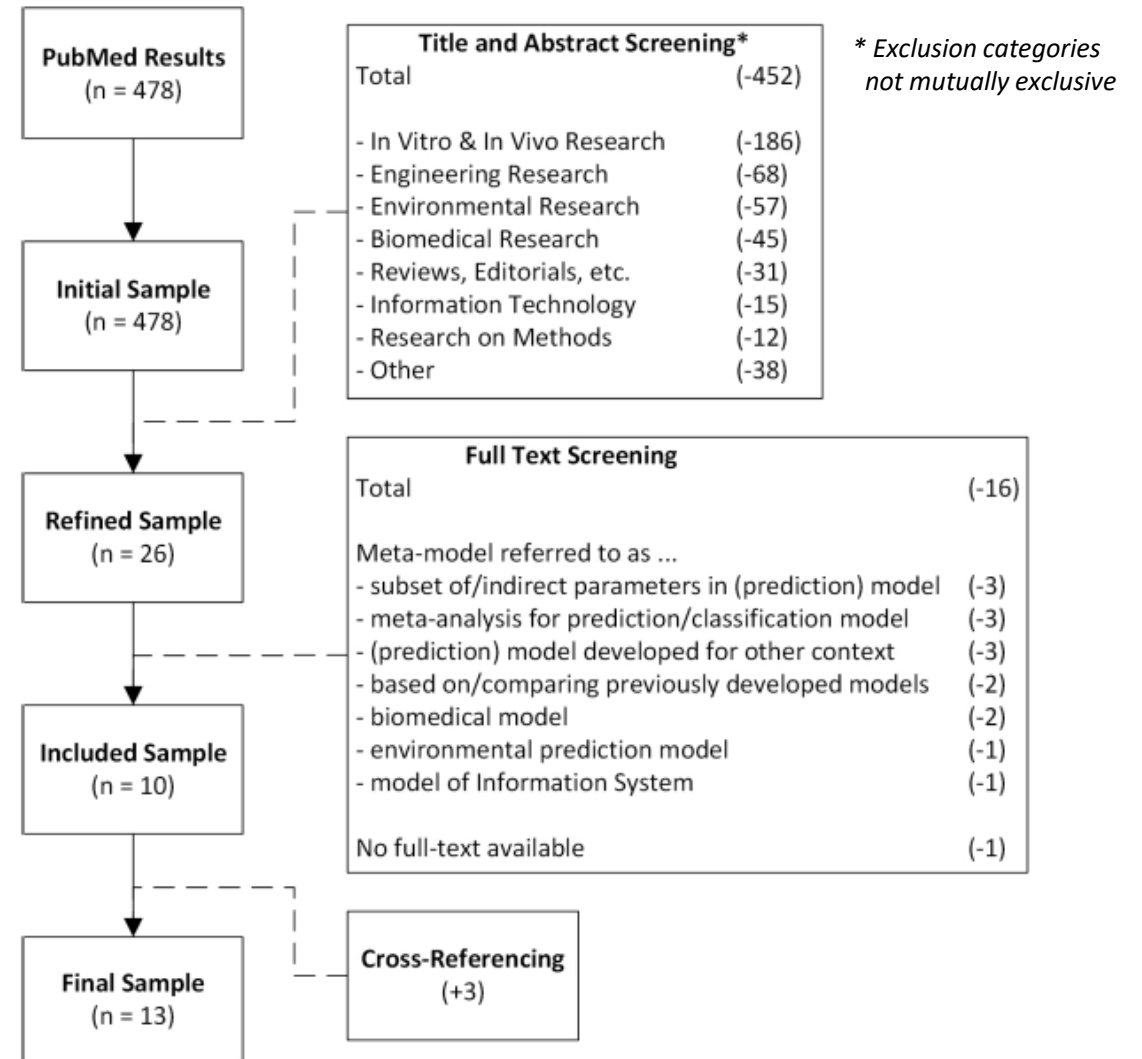 PubMed Results
(n = 478)
Title and Abstract Screening*
Total (-452)
- In Vitro & In Vivo Research (-186)
- Engineering Research (-68)
- Environmental Research (-57)
- Biomedical Research (-45)
- Reviews, Editorials, etc. (-31)
- Information Technology (-15)
- Research on Methods (-12)
- Other (-38)
* Exclusion categories
not mutually exclusive
Initial Sample
(n = 478)
Full Text Screening
Total (-16)
Meta-model referred to as ...
- subset of/indirect parameters in (prediction) model (-3)
- meta-analysis for prediction/classification model (-3)
- (prediction) model developed for other context (-3)
- based on/comparing previously developed models (-2)
- biomedical model (-2)
- environmental prediction model (-1)
- model of Information System (-1)
No full-text available (-1)
Refined Sample
(n = 26)
Included Sample
(n = 10)
Cross-Referencing
(+3)
Final Sample
(n = 13)